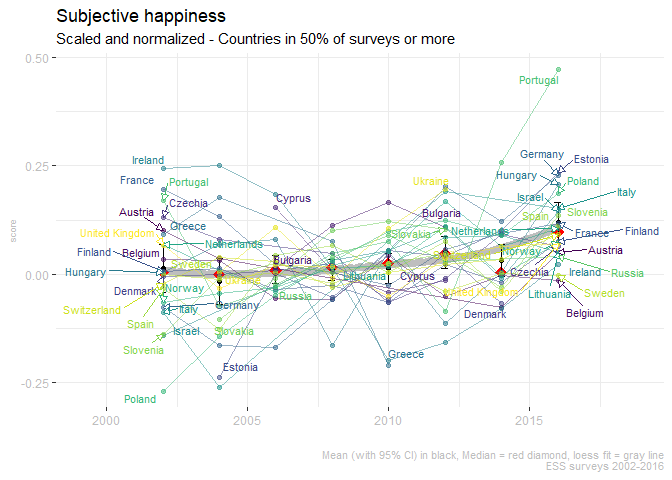 Subjective happiness
Scaled and normalized - Countries in 50% of surveys or more
score
0.50
0.25
0.00
-0.25
Portugal
Ireland
Germany
Estonia
France
Portugal
Ukraine
Hungary
Poland
Czechia
Cyprus
Israel
Italy
Austria
Bulgaria
Spain
Slovenia
Greece
United Kingdom
Netherlands
Netherlands
France
Finland
Finland
Belgium
Bulgaria
Norway
Austria
Hungary
Sweden
Ukraine
Lithuania
Cyprus
Czechia
Ireland
Russia
Denmark
Norway
Russia
United Kingdom
Lithuania
Sweden
Switzerland
Italy
Germany
Denmark
Belgium
Spain
Israel
Slovakia
Slovenia
Greece
Estonia
Poland
2000
2005
2010
2015
Mean (with 95% CI) in black, Median = red diamond, loess fit = gray line
ESS surveys 2002-2016